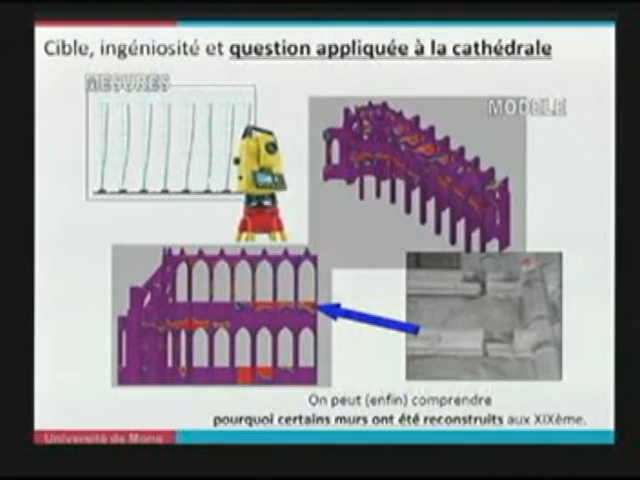 Cible, ingéniosité et question appliquée à la cathédrale
MESURES
MODELE
On peut (enfin) comprendre
pourquoi certains murs ont été reconstruits aux XIXème.
Université de Mons